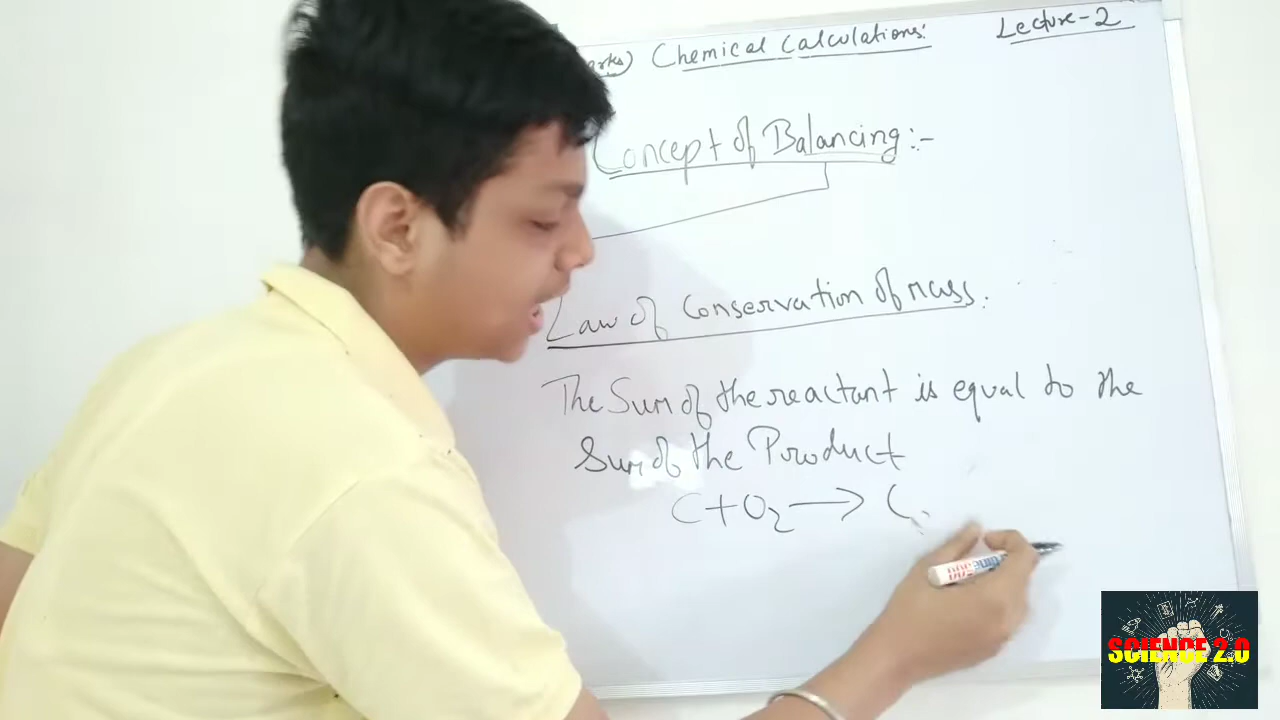 Chemical Calculations: Lecture-2
Concept of Balancing:-
Law of Conservation of mass.
The Sum of the reactant is equal to the
Sum of the Product
C+O2→ C
SCIENCE 2.0